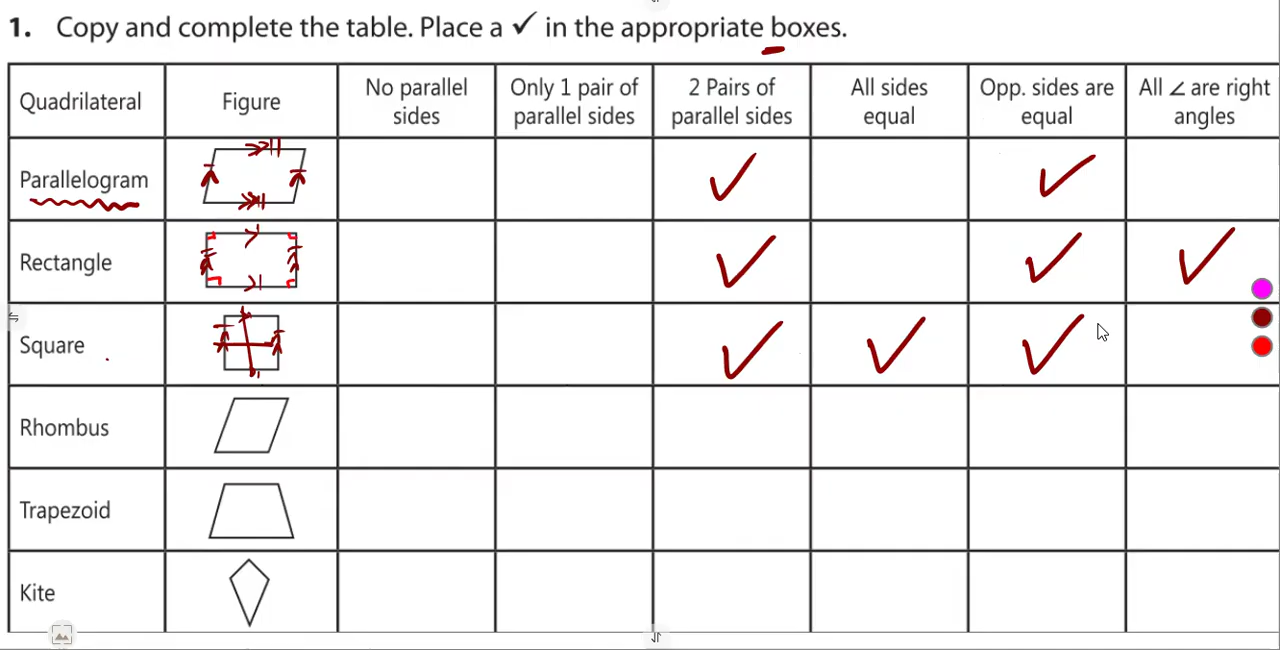 1. Copy and complete the table. Place a ✓ in the appropriate boxes.
Quadrilateral Figure No parallel sides Only 1 pair of parallel sides 2 Pairs of parallel sides All sides equal Opp. sides are equal All ∠ are right angles
Parallelogram ✓ ✓
Rectangle ✓ ✓ ✓
Square ✓ ✓ ✓
Rhombus
Trapezoid
Kite